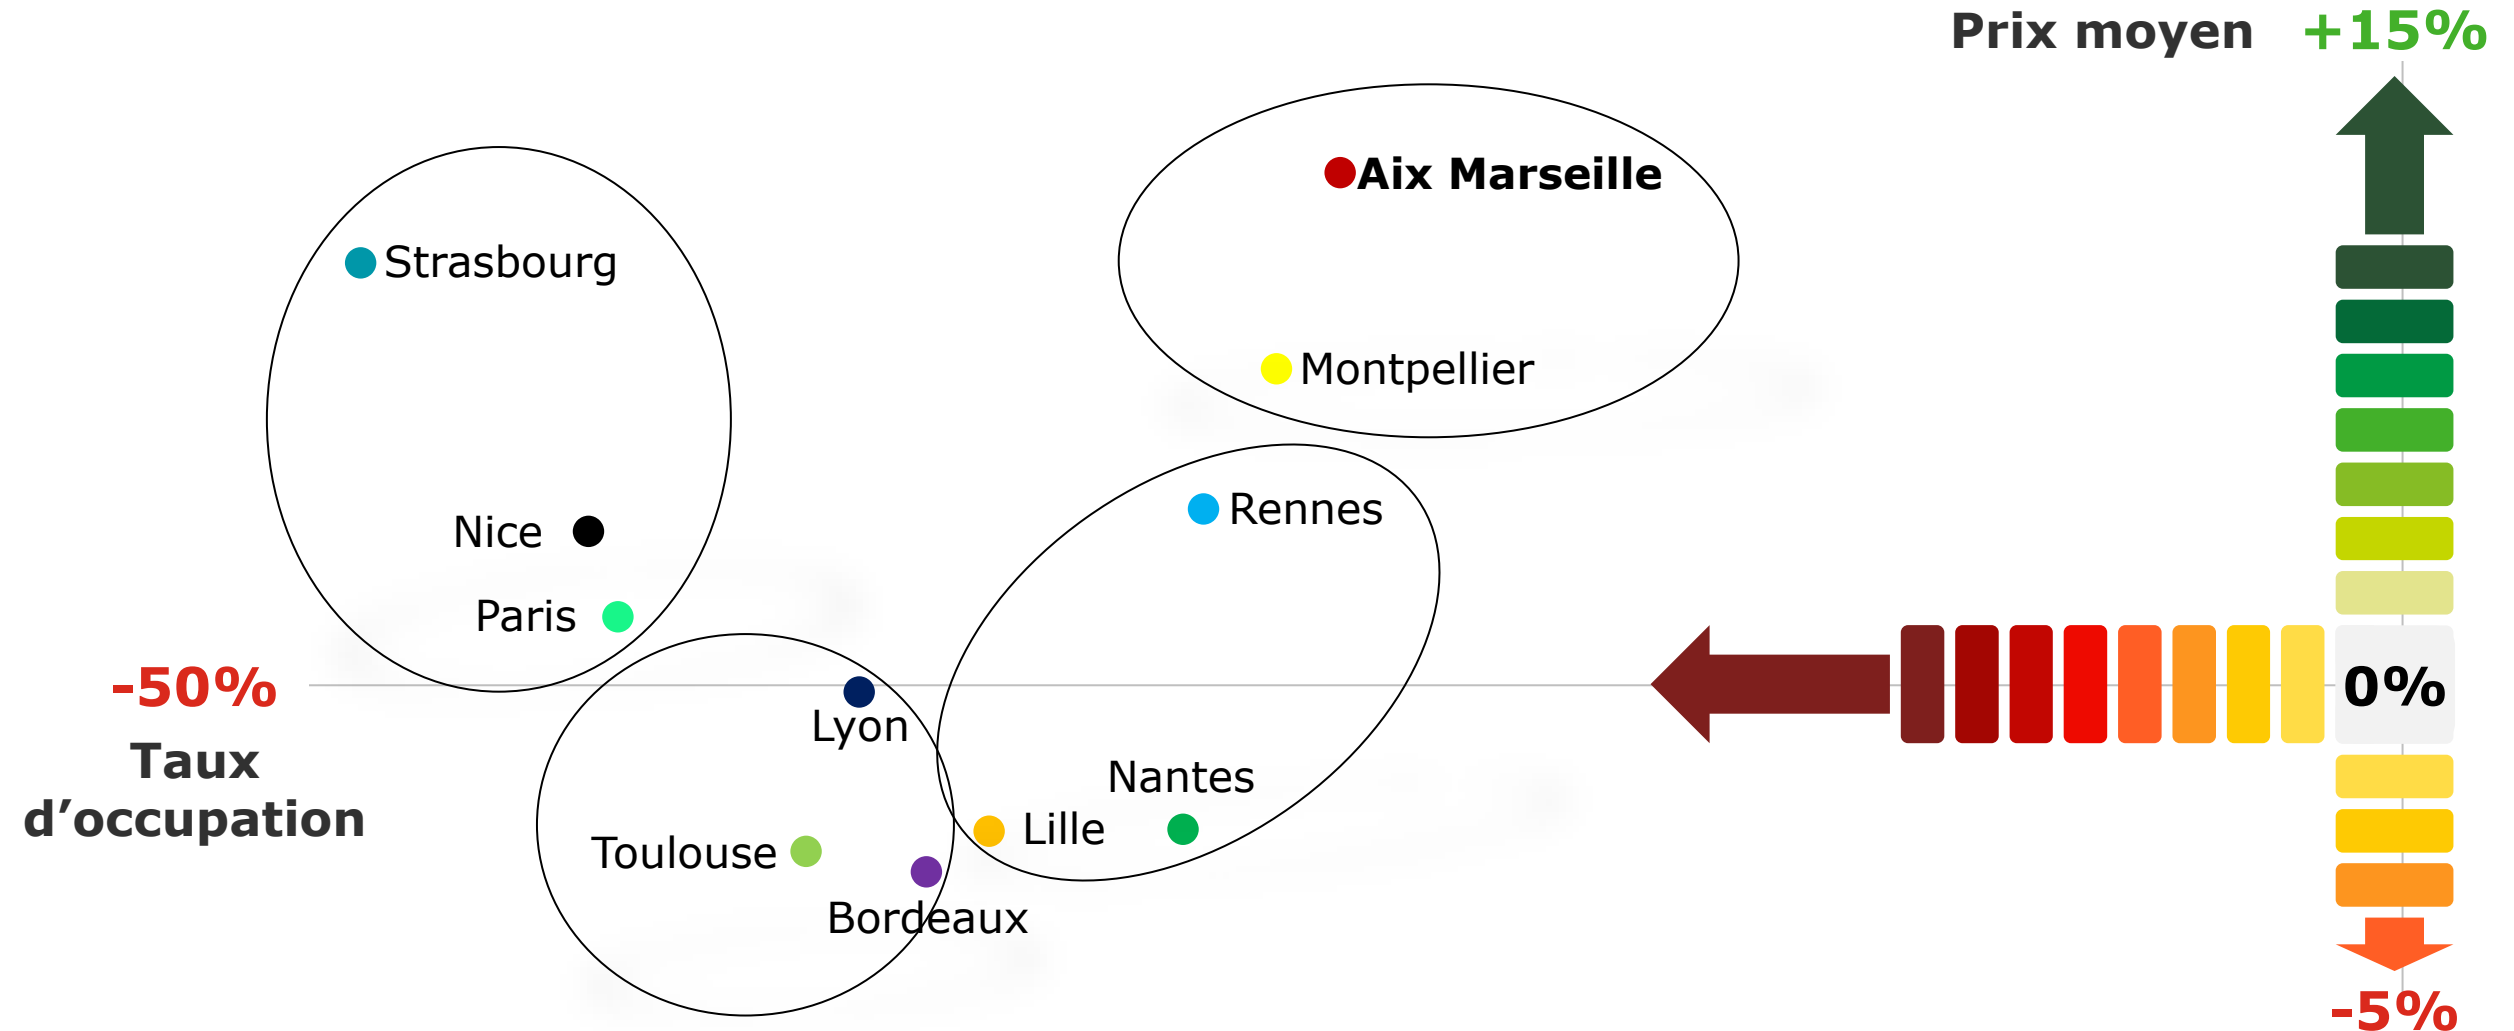 Prix moyen +15%
Aix Marseille
Strasbourg
Montpellier
Rennes
Nice
Paris
-50%
0%
Lyon
Taux
d’occupation
Nantes
Lille
Toulouse
Bordeaux
-5%